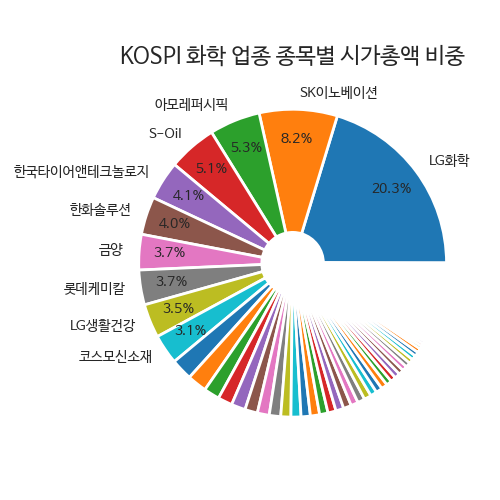 KOSPI 화학 업종 종목별 시가총액 비중
SK이노베이션
아모레퍼시픽
S-Oil
LG화학
한국타이어앤테크놀로지
한화솔루션
금양
롯데케미칼
LG생활건강
코스모신소재
20.3%
8.2%
5.3%
5.1%
4.1%
4.0%
3.7%
3.7%
3.5%
3.1%